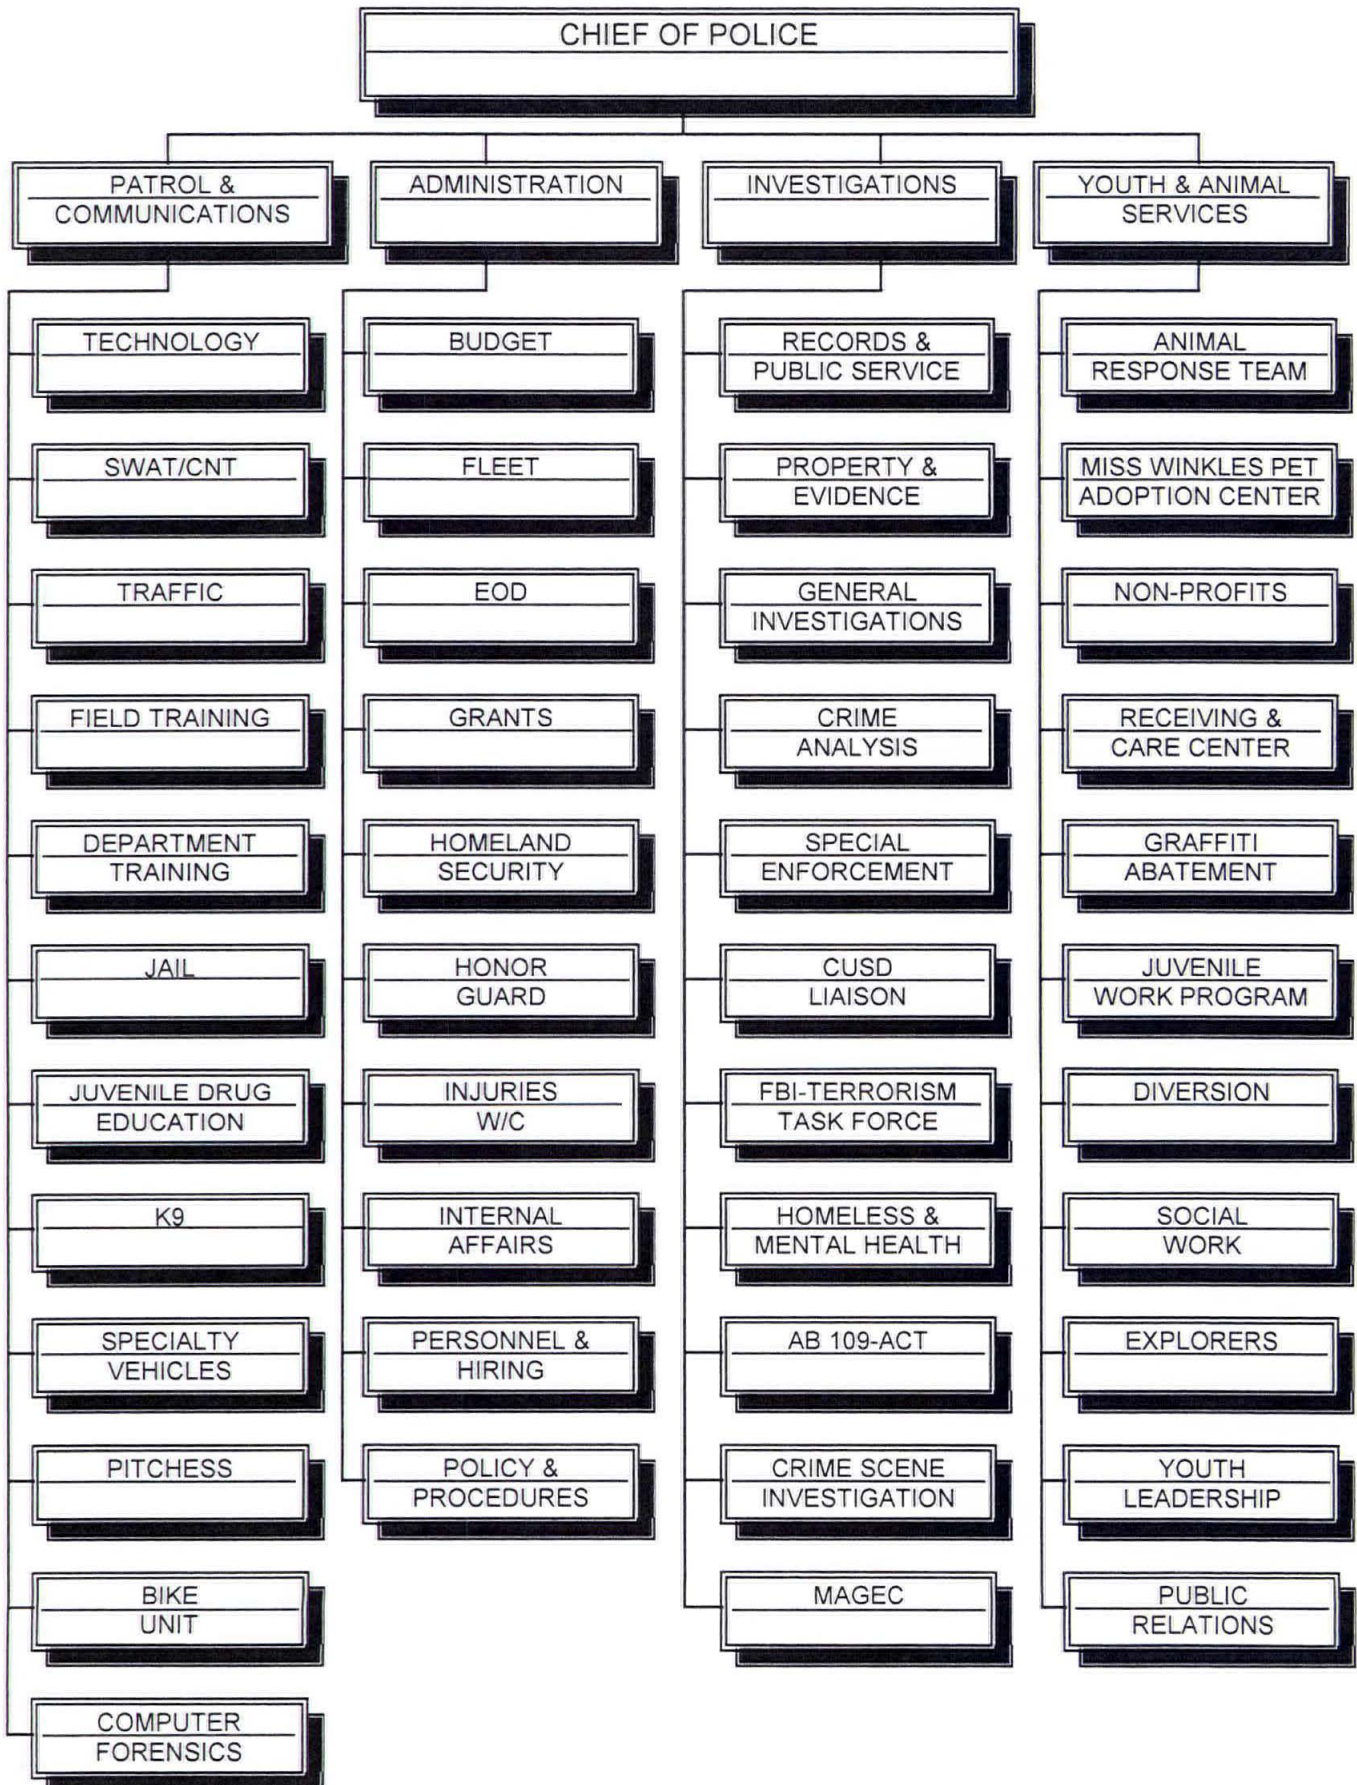 CHIEF OF POLICE
PATROL &
COMMUNICATIONS
ADMINISTRATION
INVESTIGATIONS
YOUTH & ANIMAL
SERVICES
TECHNOLOGY
SWAT/CNT
TRAFFIC
FIELD TRAINING
DEPARTMENT
TRAINING
JAIL
JUVENILE DRUG
EDUCATION
K9
SPECIALTY
VEHICLES
PITCHESS
BIKE
UNIT
COMPUTER
FORENSICS
BUDGET
FLEET
EOD
GRANTS
HOMELAND
SECURITY
HONOR
GUARD
INJURIES
W/C
INTERNAL
AFFAIRS
PERSONNEL &
HIRING
POLICY &
PROCEDURES
RECORDS &
PUBLIC SERVICE
PROPERTY &
EVIDENCE
GENERAL
INVESTIGATIONS
CRIME
ANALYSIS
SPECIAL
ENFORCEMENT
CUSD
LIAISON
FBI-TERRORISM
TASK FORCE
HOMELESS &
MENTAL HEALTH
AB 109-ACT
CRIME SCENE
INVESTIGATION
MAGEC
ANIMAL
RESPONSE TEAM
MISS WINKLES PET
ADOPTION CENTER
NON-PROFITS
RECEIVING &
CARE CENTER
GRAFFITI
ABATEMENT
JUVENILE
WORK PROGRAM
DIVERSION
SOCIAL
WORK
EXPLORERS
YOUTH
LEADERSHIP
PUBLIC
RELATIONS